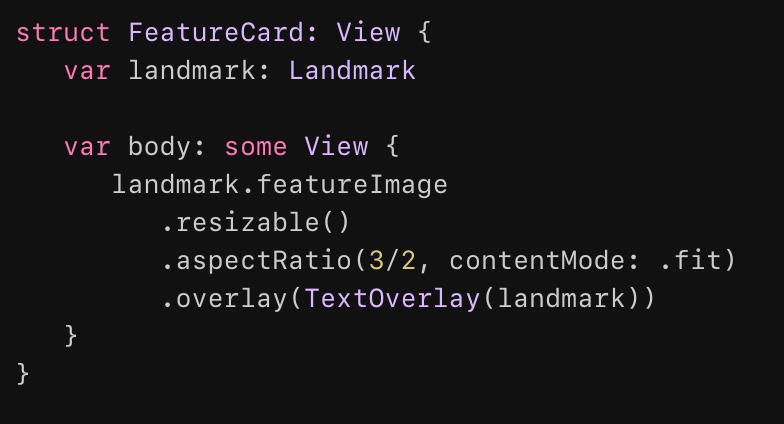 struct FeatureCard: View {
   var landmark: Landmark

   var body: some View {
      landmark.featureImage
         .resizable()
         .aspectRatio(3/2, contentMode: .fit)
         .overlay(TextOverlay(landmark))
   }
}